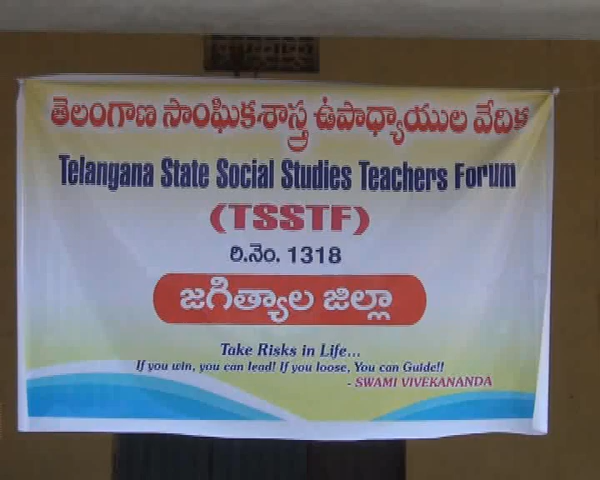 తెలంగాణ సాంఘికశాస్త్ర ఉపాధ్యాయుల వేదిక
Telangana State Social Studies Teachers Forum
(TSSTF)
రి.నెం. 1318
జగిత్యాల జిల్లా
Take Risks in Life...
If you win, you can lead! If you loose, You can Guide!!
- SWAMI VIVEKANANDA